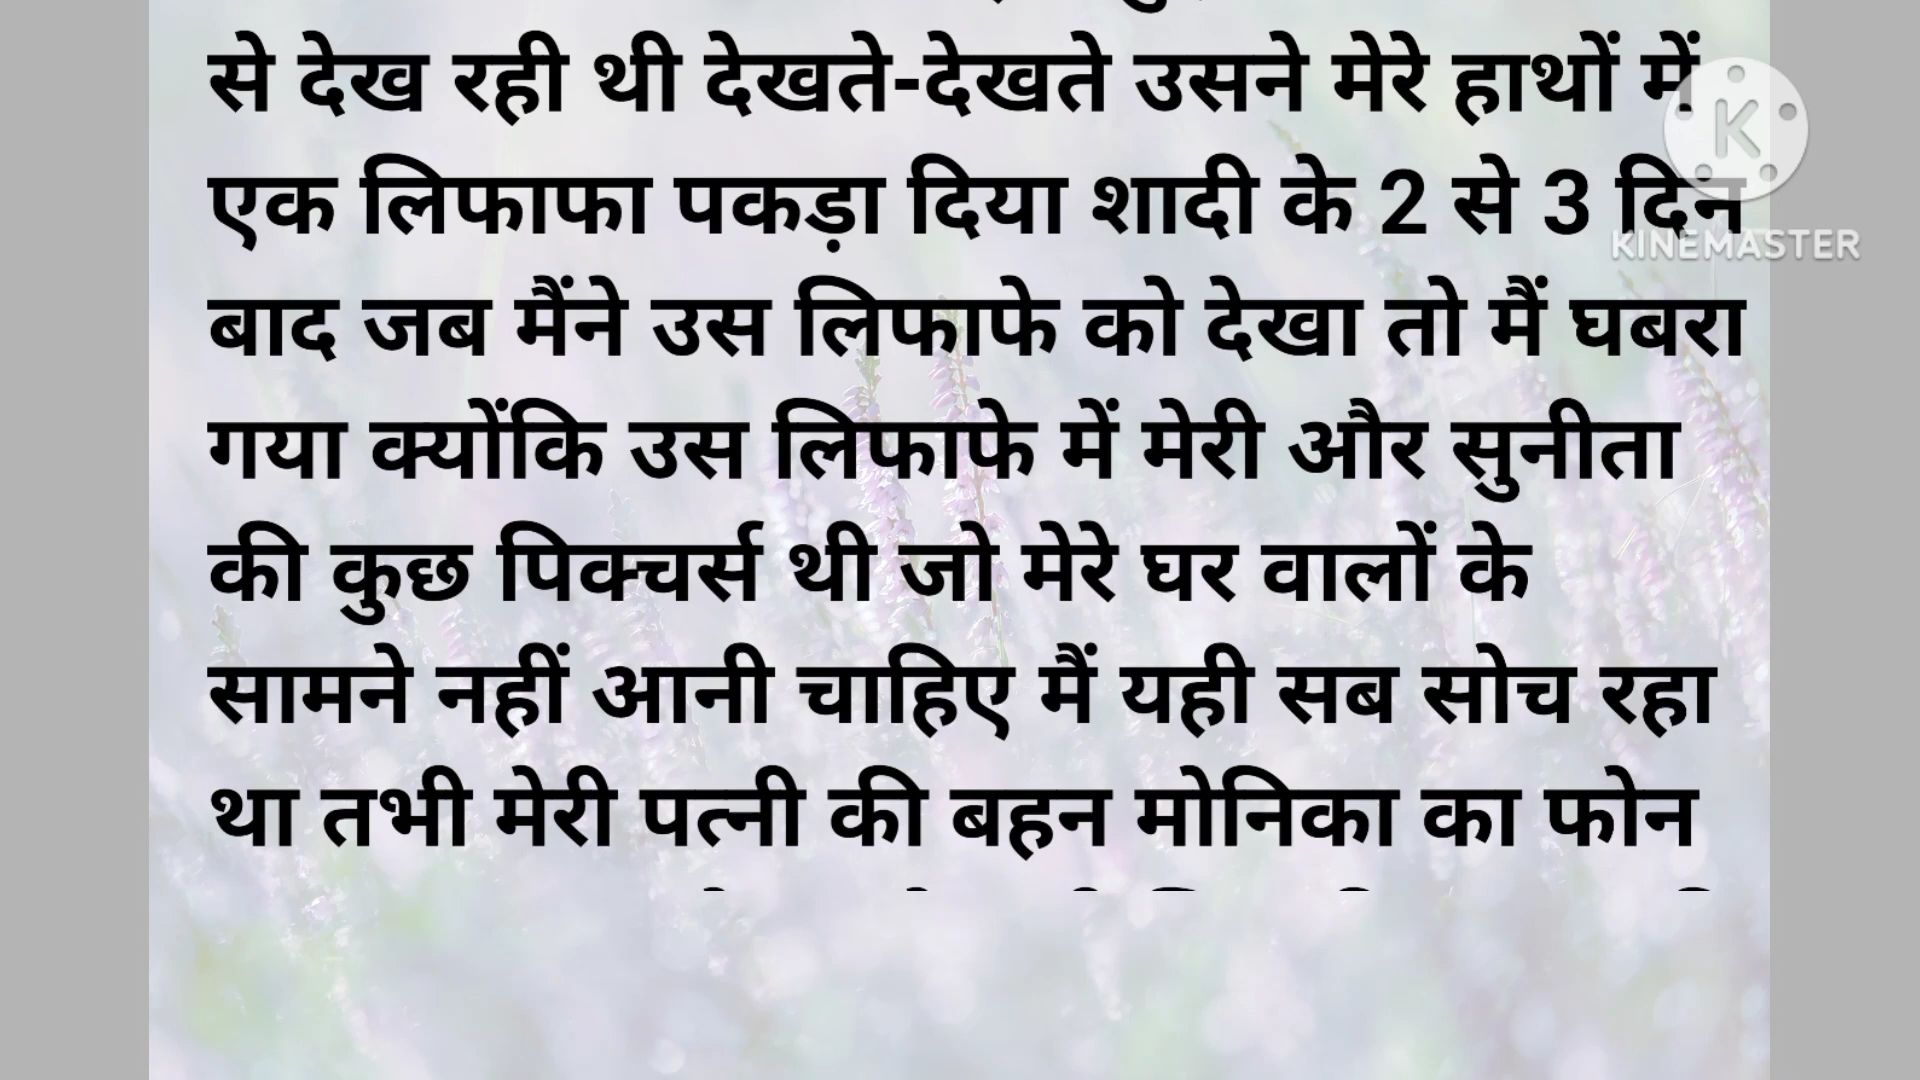 से देख रही थी देखते-देखते उसने मेरे हाथों में
एक लिफाफा पकड़ा दिया शादी के 2 से 3 दिन
बाद जब मैंने उस लिफाफे को देखा तो मैं घबरा
गया क्योंकि उस लिफाफे में मेरी और सुनीता
की कुछ पिक्चर्स थी जो मेरे घर वालों के
सामने नहीं आनी चाहिए मैं यही सब सोच रहा
था तभी मेरी पत्नी की बहन मोनिका का फोन
K
KINEMASTER